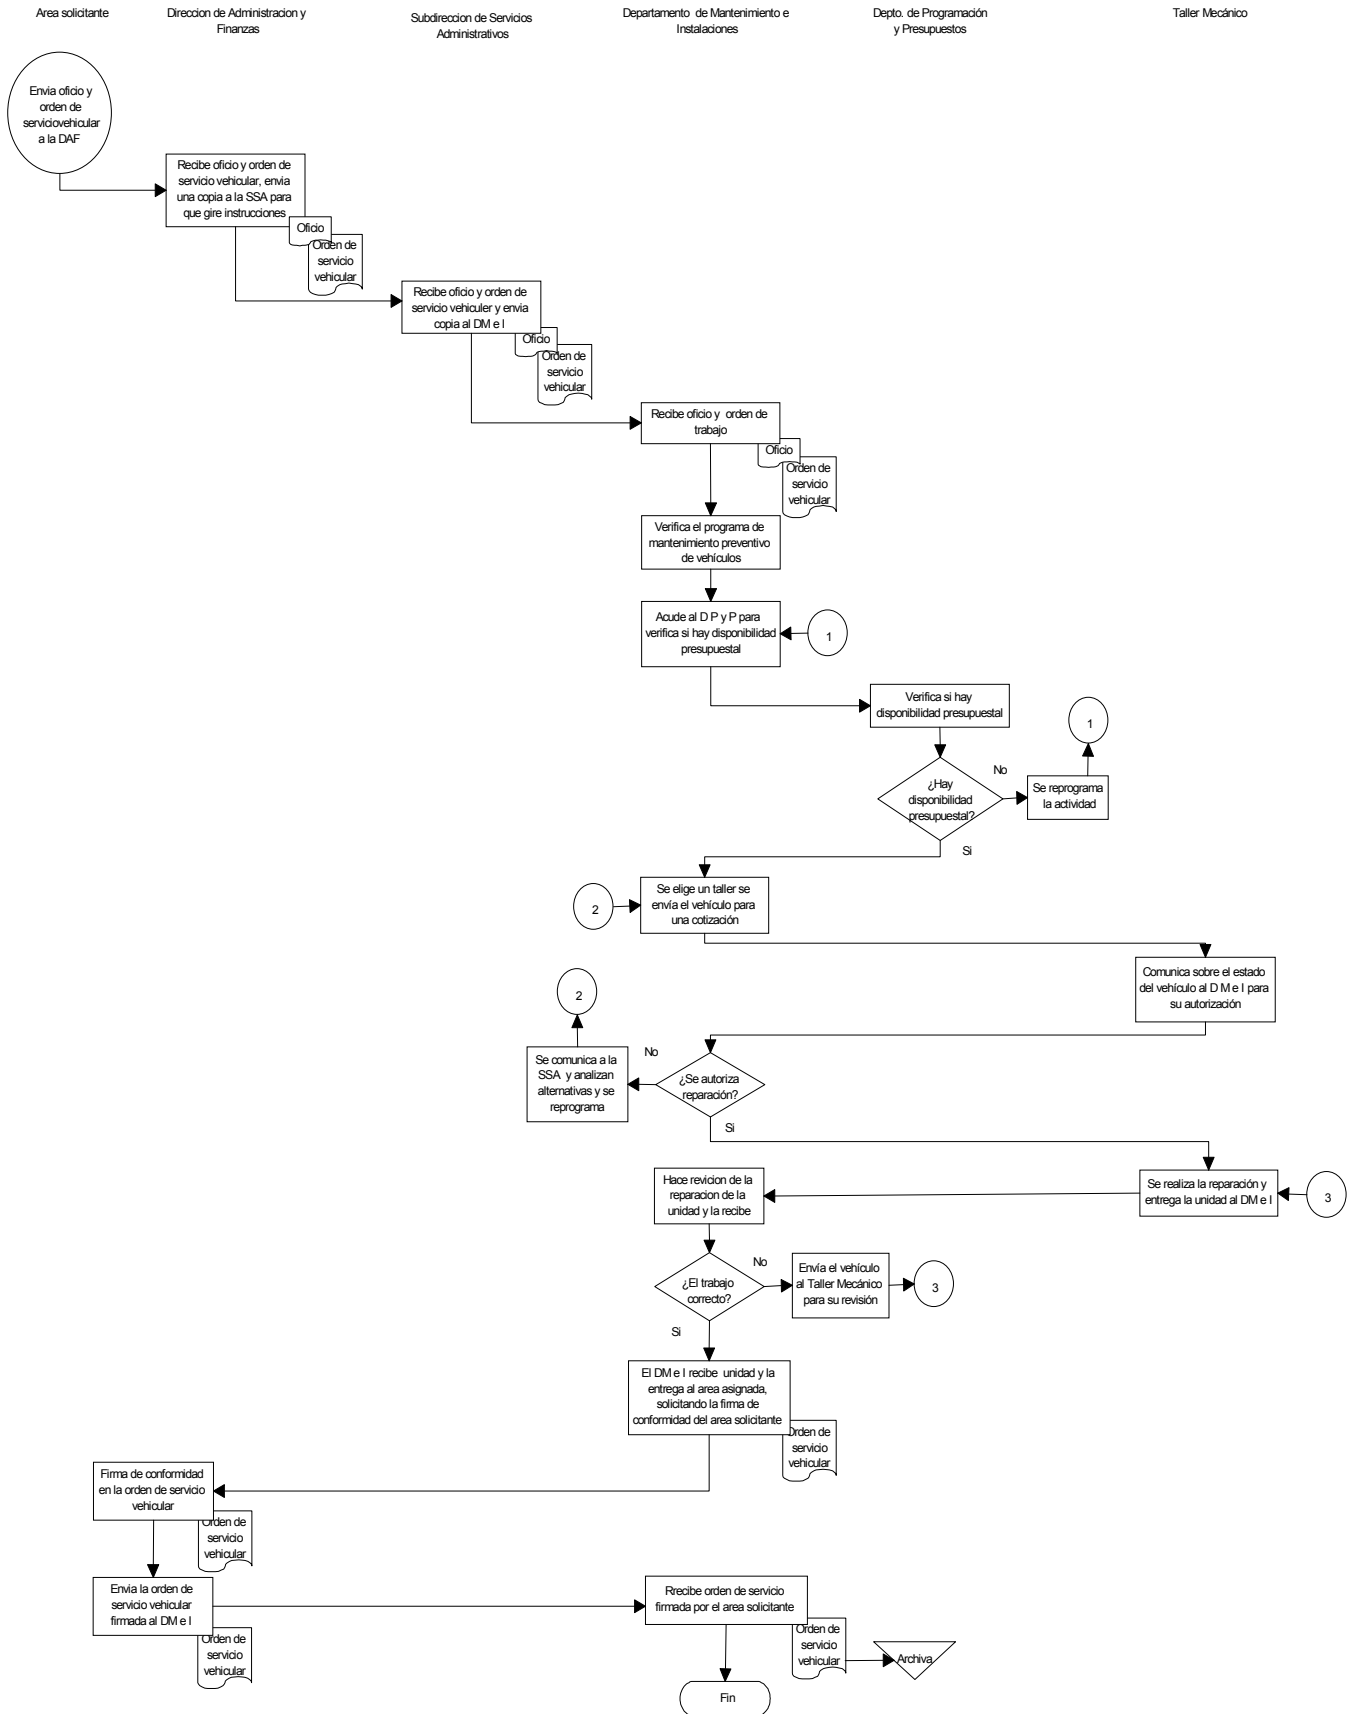 Area solicitante
Direccion de Administracion y
Finanzas
Subdireccion de Servicios
Administrativos
Departamento de Mantenimiento e
Instalaciones
Depto. de Programación
y Presupuestos
Taller Mecánico
Envia oficio y
orden de
serviciovehicular
a la DAF
Recibe oficio y orden de
servicio vehicular, envia
una copia a la SSA para
que gire instrucciones
Oficio
Orden de
servicio
vehicular
Recibe oficio y orden de
servicio vehiculer y envia
copia al DM e I
Oficio
Orden de
servicio
vehicular
Recibe oficio y orden de
trabajo
Oficio
Orden de
servicio
vehicular
Verifica el programa de
mantenimiento preventivo
de vehículos
Acude al D P y P para
verifica si hay disponibilidad
presupuestal
1
Verifica si hay
disponibilidad presupuestal
1
¿Hay
disponibilidad
presupuestal?
No
Se reprograma
la actividad
Si
Se elige un taller se
envía el vehículo para
una cotización
2
Comunica sobre el estado
del vehículo al D M e I para
su autorización
2
Se comunica a la
SSA y analizan
alternativas y se
reprograma
No
¿Se autoriza
reparación?
Si
Hace revicion de la
reparacion de la
unidad y la recibe
Se realiza la reparación y
entrega la unidad al DM e I
3
¿El trabajo
correcto?
No
Envía el vehículo
al Taller Mecánico
para su revisión
3
Si
El DM e I recibe unidad y la
entrega al area asignada,
solicitando la firma de
conformidad del area solicitante
Orden de
servicio
vehicular
Firma de conformidad
en la orden de servicio
vehicular
Orden de
servicio
vehicular
Envia la orden de
servicio vehicular
firmada al DM e I
Orden de
servicio
vehicular
Rrecibe orden de servicio
firmada por el area solicitante
Orden de
servicio
vehicular
Archiva
Fin